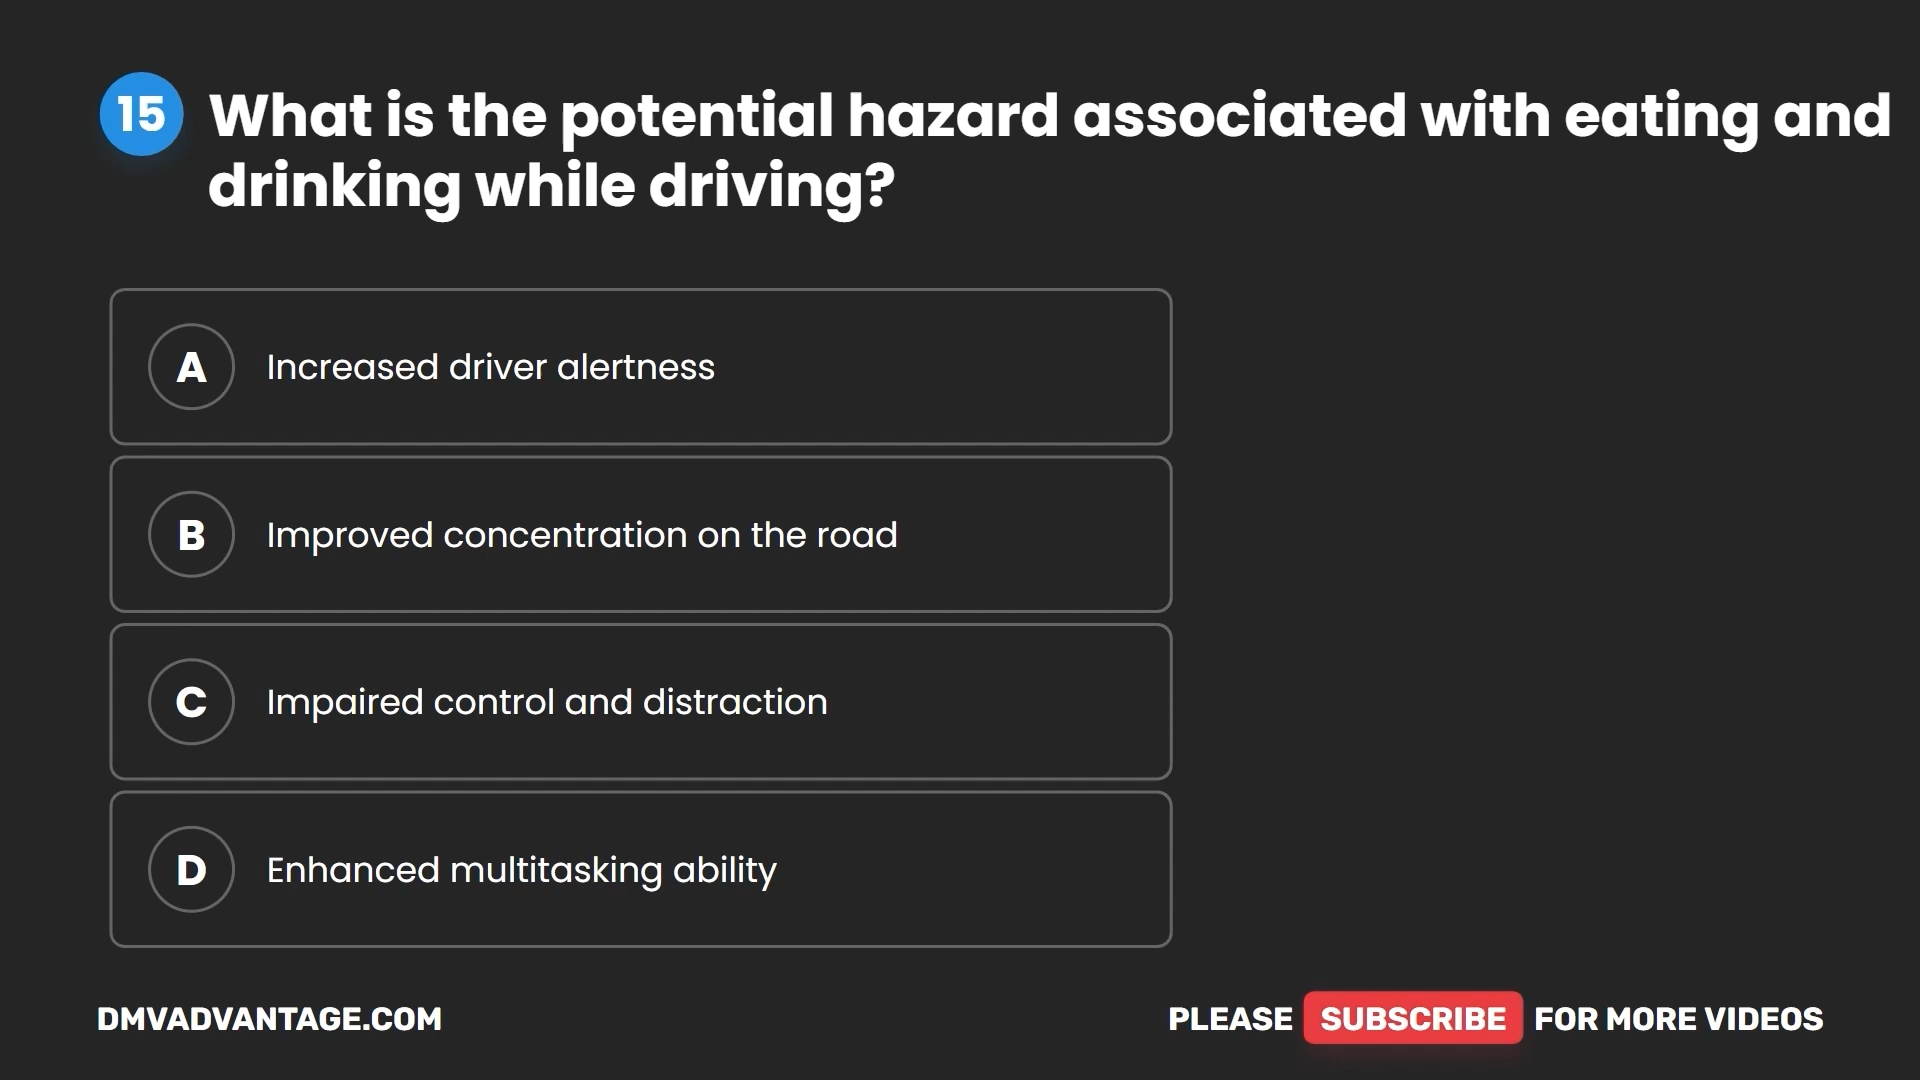 15 What is the potential hazard associated with eating and
drinking while driving?
A Increased driver alertness
B Improved concentration on the road
C Impaired control and distraction
D Enhanced multitasking ability
DMVADVANTAGE.COM
PLEASE SUBSCRIBE FOR MORE VIDEOS